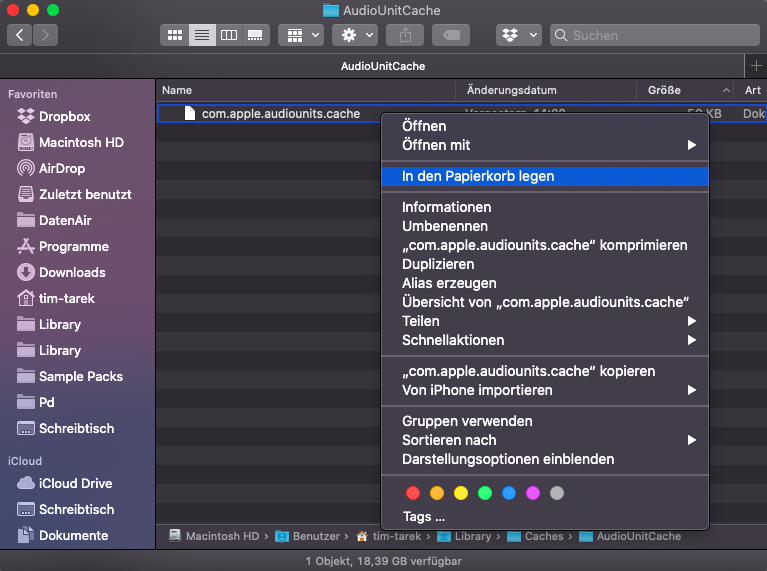 AudioUnitCache
Suchen
AudioUnitCache
Name Änderungsdatum Größe Art
Favoriten
Dropbox
Macintosh HD
AirDrop
Zuletzt benutzt
DatenAir
Programme
Downloads
tim-tarek
Library
Library
Sample Packs
Pd
Schreibtisch
iCloud
iCloud Drive
Schreibtisch
Dokumente
com.apple.audiounits.cache KB Dok
Öffnen
Öffnen mit
In den Papierkorb legen
Informationen
Umbenennen
„com.apple.audiounits.cache“ komprimieren
Duplizieren
Alias erzeugen
Übersicht von „com.apple.audiounits.cache“
Teilen
Schnellaktionen
„com.apple.audiounits.cache“ kopieren
Von iPhone importieren
Gruppen verwenden
Sortieren nach
Darstellungsoptionen einblenden
Tags ...
Macintosh HD › Benutzer › tim-tarek › Library › Caches › AudioUnitCache
1 Objekt, 18,39 GB verfügbar